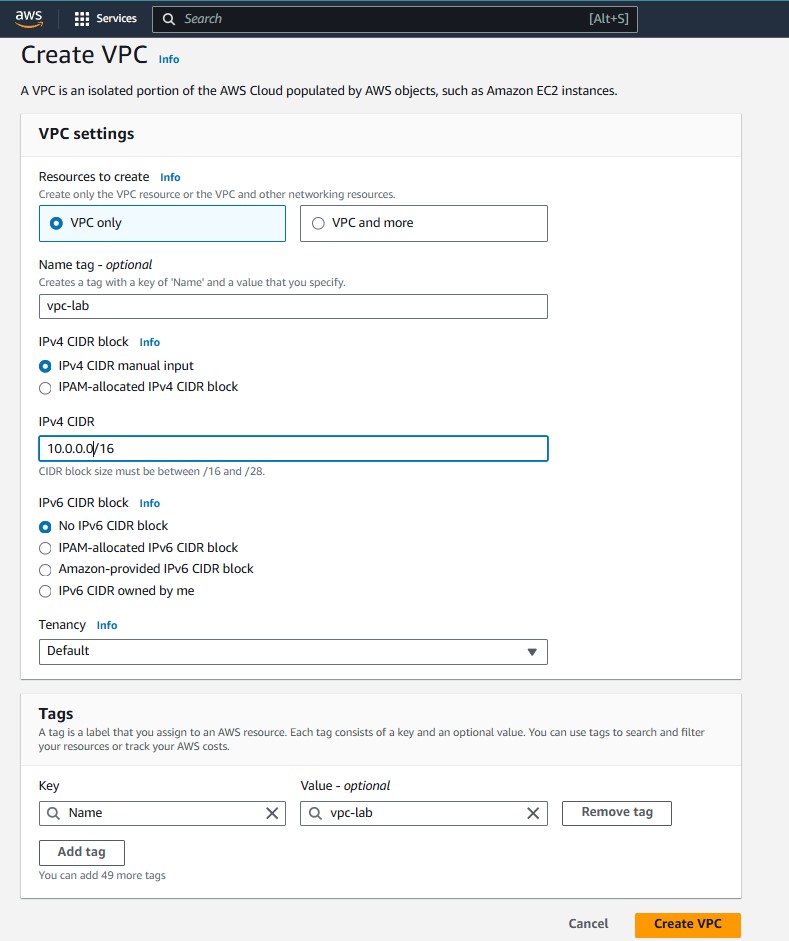 aws
Services
Search
[Alt+S]
Create VPC Info
A VPC is an isolated portion of the AWS Cloud populated by AWS objects, such as Amazon EC2 instances.
VPC settings
Resources to create Info
Create only the VPC resource or the VPC and other networking resources.
VPC only
VPC and more
Name tag - optional
Creates a tag with a key of 'Name' and a value that you specify.
vpc-lab
IPv4 CIDR block Info
IPv4 CIDR manual input
IPAM-allocated IPv4 CIDR block
IPv4 CIDR
10.0.0.0/16
CIDR block size must be between /16 and /28.
IPv6 CIDR block Info
No IPv6 CIDR block
IPAM-allocated IPv6 CIDR block
Amazon-provided IPv6 CIDR block
IPv6 CIDR owned by me
Tenancy Info
Default
Tags
A tag is a label that you assign to an AWS resource. Each tag consists of a key and an optional value. You can use tags to search and filter
your resources or track your AWS costs.
Key
Value - optional
Name
vpc-lab
Remove tag
Add tag
You can add 49 more tags
Cancel
Create VPC